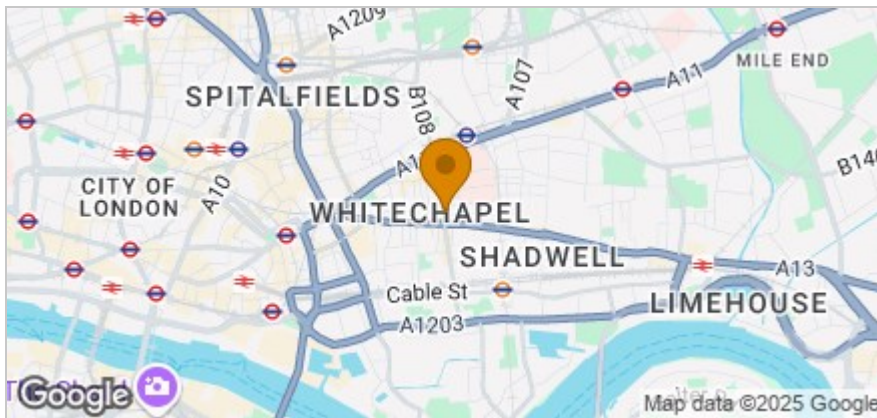 A1209
MILE END
A107
A11
SPITALFIELDS
B108
CITY OF
LONDON
A10
WHITECHAPEL
SHADWELL
A13
Cable St
LIMEHOUSE
A1203
Google
Map data ©2025 Google